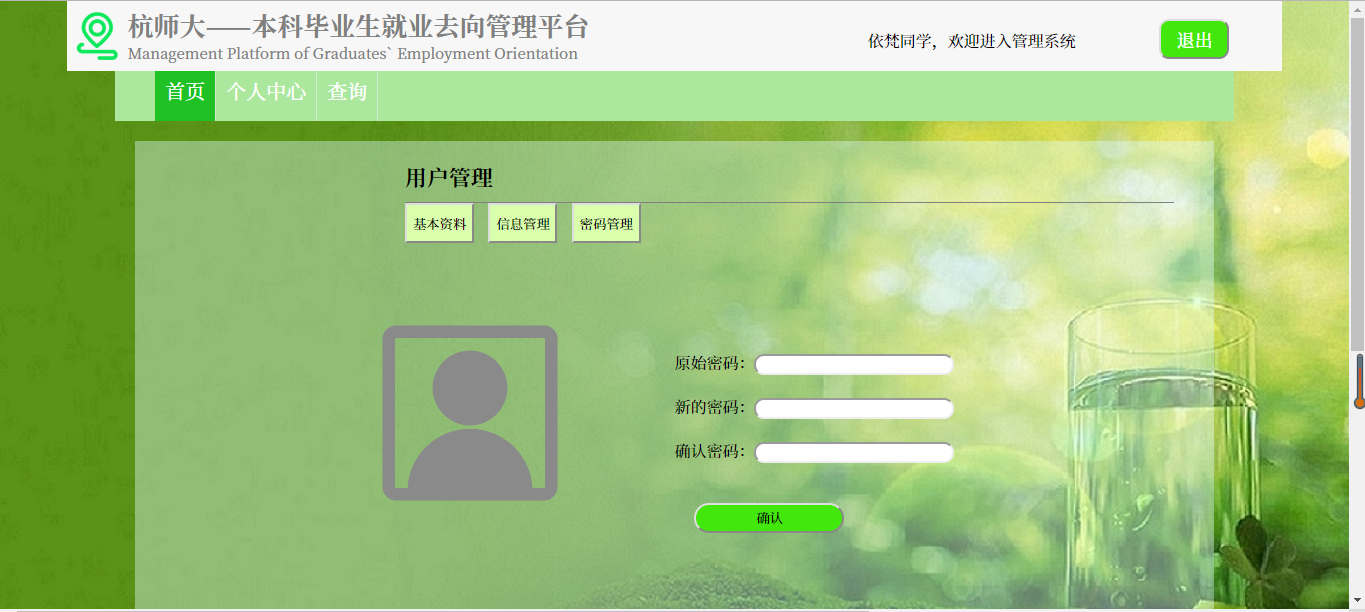 杭师大——本科毕业生就业去向管理平台
Management Platform of Graduates` Employment Orientation
依梵同学，欢迎进入管理系统
退出
首页 个人中心 查询
用户管理
基本资料 信息管理 密码管理
原始密码：
新的密码：
确认密码：
确认